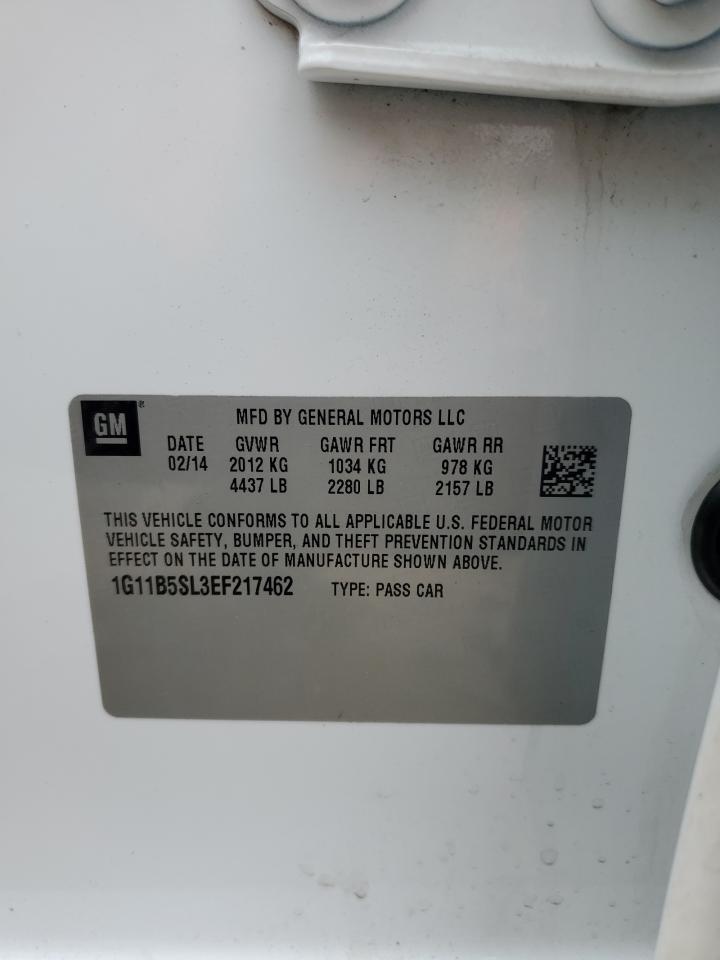 GM®
MFD BY GENERAL MOTORS LLC
DATE GVWR GAWR FRT GAWR RR
02/14 2012 KG 1034 KG 978 KG
4437 LB 2280 LB 2157 LB
THIS VEHICLE CONFORMS TO ALL APPLICABLE U.S. FEDERAL MOTOR
VEHICLE SAFETY, BUMPER, AND THEFT PREVENTION STANDARDS IN
EFFECT ON THE DATE OF MANUFACTURE SHOWN ABOVE.
1G11B5SL3EF217462 TYPE: PASS CAR